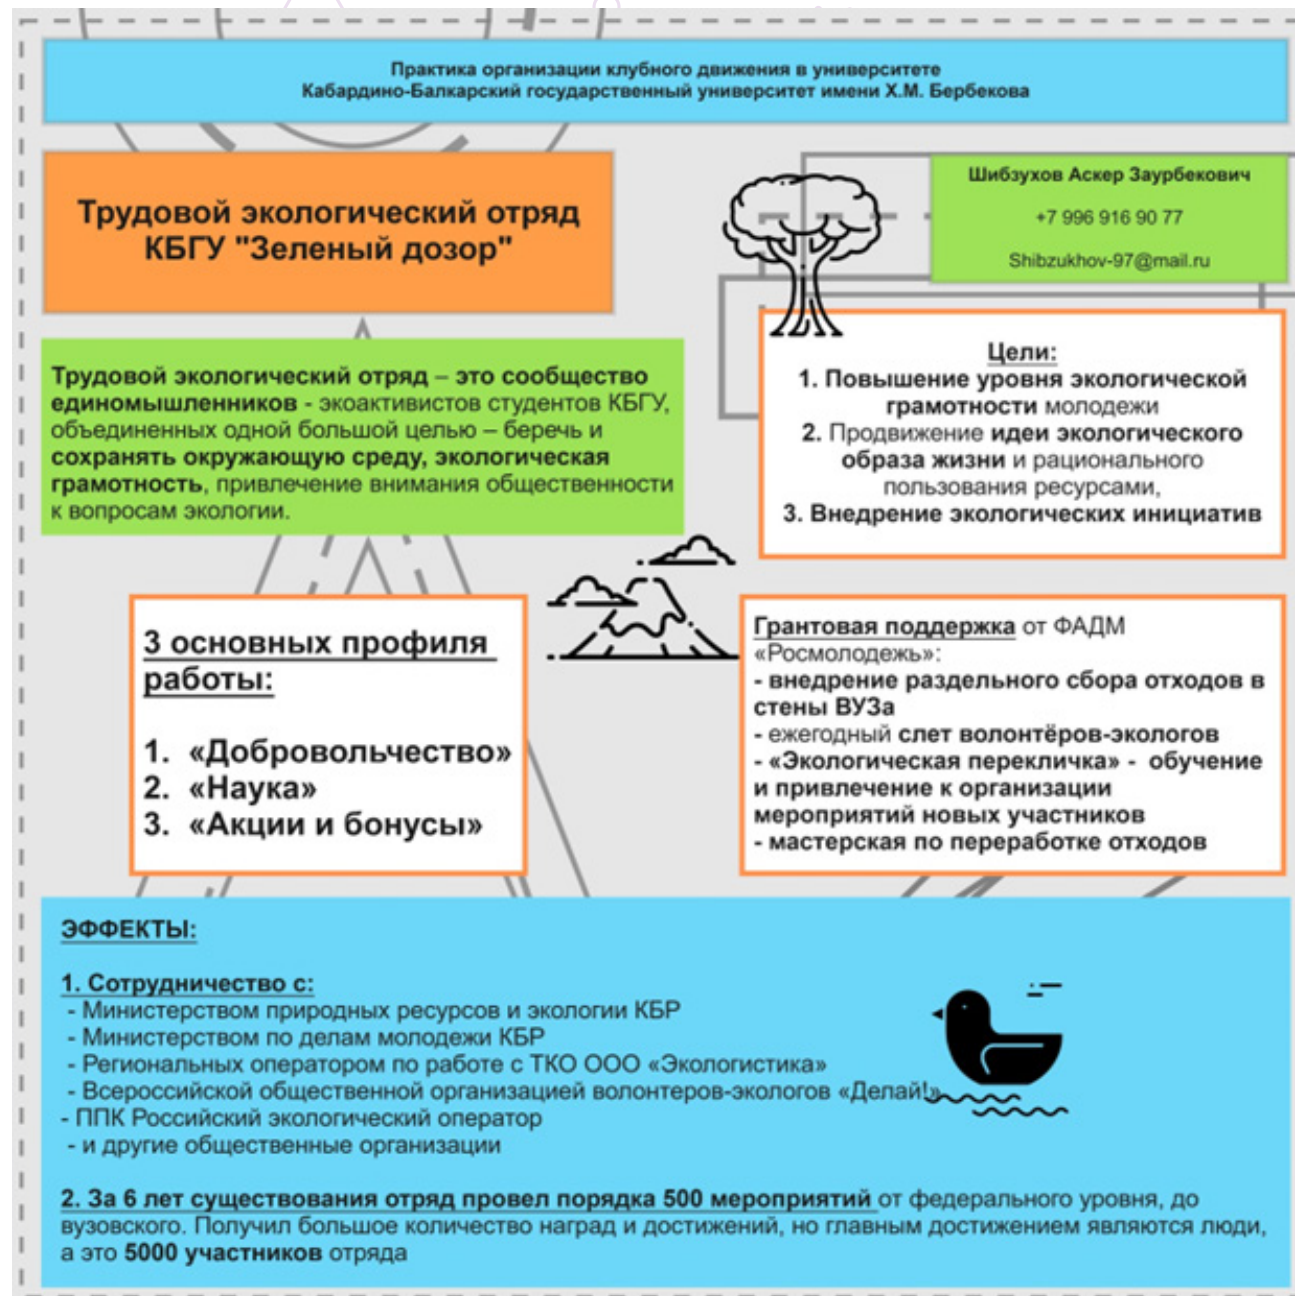 Практика организации клубного движения в университете
Кабардино-Балкарский государственный университет имени Х.М. Бербекова
Трудовой экологический отряд
КБГУ "Зеленый дозор"
Шибзухов Аскер Заурбекович
+7 996 916 90 77
Shibzukhov-97@mail.ru
Трудовой экологический отряд – это сообщество
единомышленников - экоактивистов студентов КБГУ,
объединенных одной большой целью – беречь и
сохранять окружающую среду, экологическая
грамотность, привлечение внимания общественности
к вопросам экологии.
Цели:
1. Повышение уровня экологической
грамотности молодежи
2. Продвижение идеи экологического
образа жизни и рационального
пользования ресурсами,
3. Внедрение экологических инициатив
3 основных профиля
работы:
1. «Добровольчество»
2. «Наука»
3. «Акции и бонусы»
Грантовая поддержка от ФАДМ
«Росмолодежь»:
- внедрение раздельного сбора отходов в
стены ВУЗа
- ежегодный слет волонтёров-экологов
- «Экологическая перекличка» - обучение
и привлечение к организации
мероприятий новых участников
- мастерская по переработке отходов
ЭФФЕКТЫ:
1. Сотрудничество с:
- Министерством природных ресурсов и экологии КБР
- Министерством по делам молодежи КБР
- Региональных оператором по работе с ТКО ООО «Экологистика»
- Всероссийской общественной организацией волонтеров-экологов «Делай!»
- ППК Российский экологический оператор
- и другие общественные организации
2. За 6 лет существования отряд провел порядка 500 мероприятий от федерального уровня, до
вузовского. Получил большое количество наград и достижений, но главным достижением являются люди,
а это 5000 участников отряда